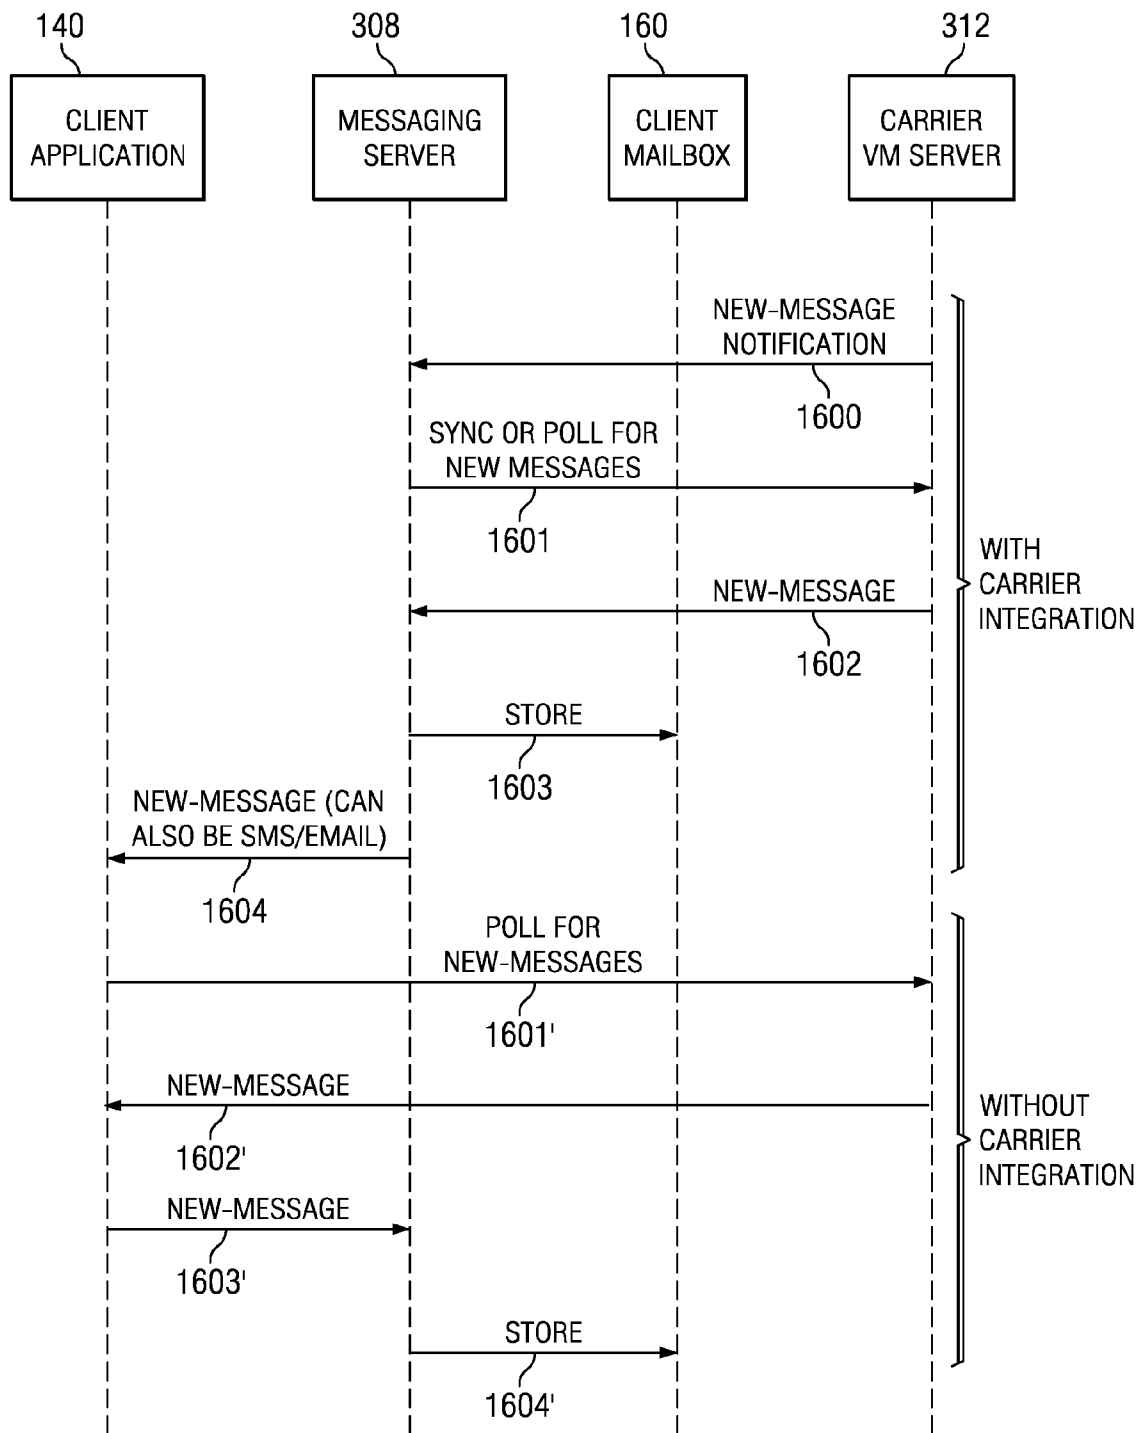 140
308
160
312
CLIENT
APPLICATION
MESSAGING
SERVER
CLIENT
MAILBOX
CARRIER
VM SERVER
NEW-MESSAGE
NOTIFICATION
1600
SYNC OR POLL FOR
NEW MESSAGES
1601
WITH
CARRIER
INTEGRATION
NEW-MESSAGE
1602
STORE
1603
NEW-MESSAGE (CAN
ALSO BE SMS/EMAIL)
1604
POLL FOR
NEW-MESSAGES
1601'
NEW-MESSAGE
1602'
WITHOUT
CARRIER
INTEGRATION
NEW-MESSAGE
1603'
STORE
1604'